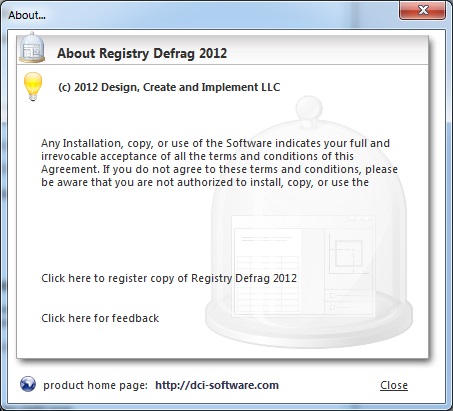 About...
About Registry Defrag 2012
(c) 2012 Design, Create and Implement LLC
Any Installation, copy, or use of the Software indicates your full and
irrevocable acceptance of all the terms and conditions of this
Agreement. If you do not agree to these terms and conditions, please
be aware that you are not authorized to install, copy, or use the
Click here to register copy of Registry Defrag 2012
Click here for feedback
product home page: http://dci-software.com
Close